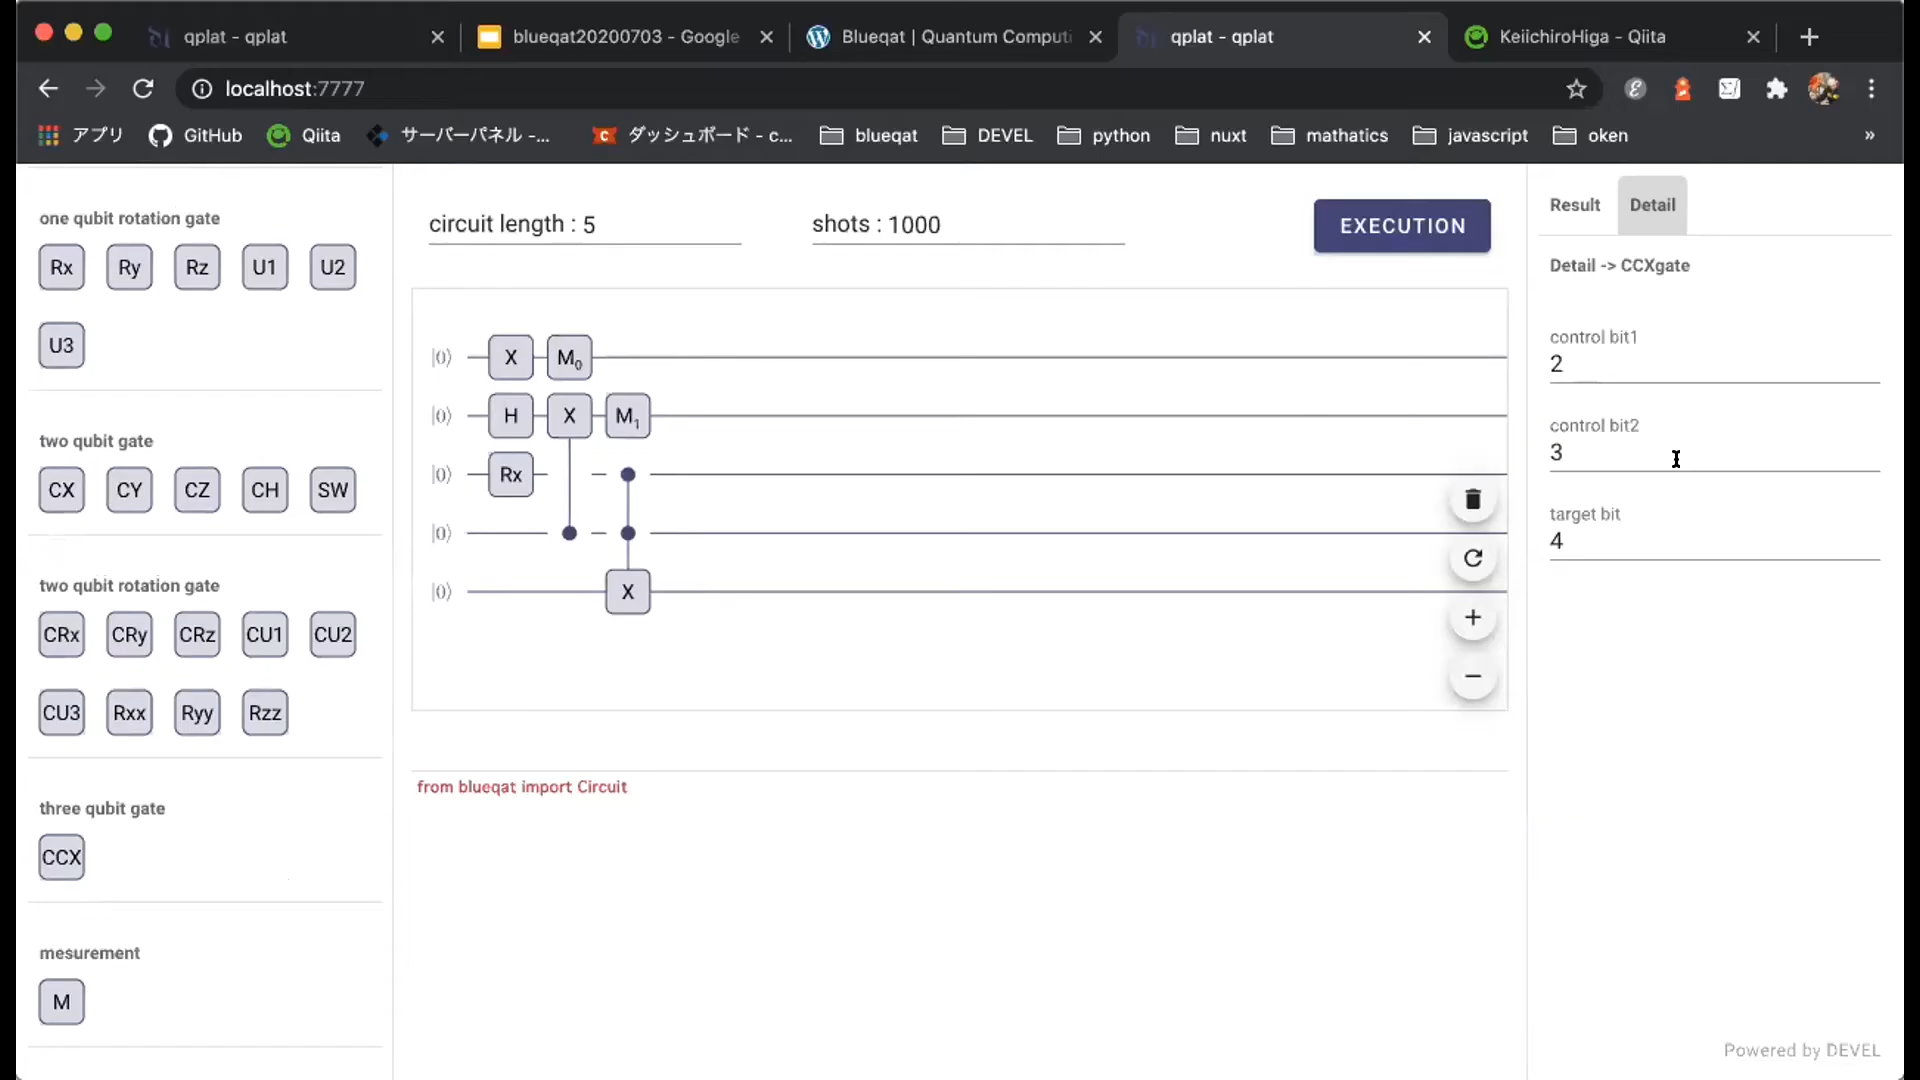 qplat - qplat
blueqat20200703 - Google
Blueqat | Quantum Computi
qplat - qplat
KeiichiroHiga - Qiita
localhost:7777
アプリ
GitHub
Qiita
サーバーパネル -...
ダッシュボード - c...
blueqat
DEVEL
python
nuxt
mathatics
javascript
oken
»
one qubit rotation gate
Rx Ry Rz U1 U2
U3
two qubit gate
CX CY CZ CH SW
two qubit rotation gate
CRx CRy CRz CU1 CU2
CU3 Rxx Ryy Rzz
three qubit gate
CCX
mesurement
M
circuit length : 5
shots : 1000
EXECUTION
|0⟩ X M0
|0⟩ H X M1
|0⟩ Rx
|0⟩
|0⟩ X
from blueqat import Circuit
Result Detail
Detail -> CCXgate
control bit1
2
control bit2
3
target bit
4
Powered by DEVEL